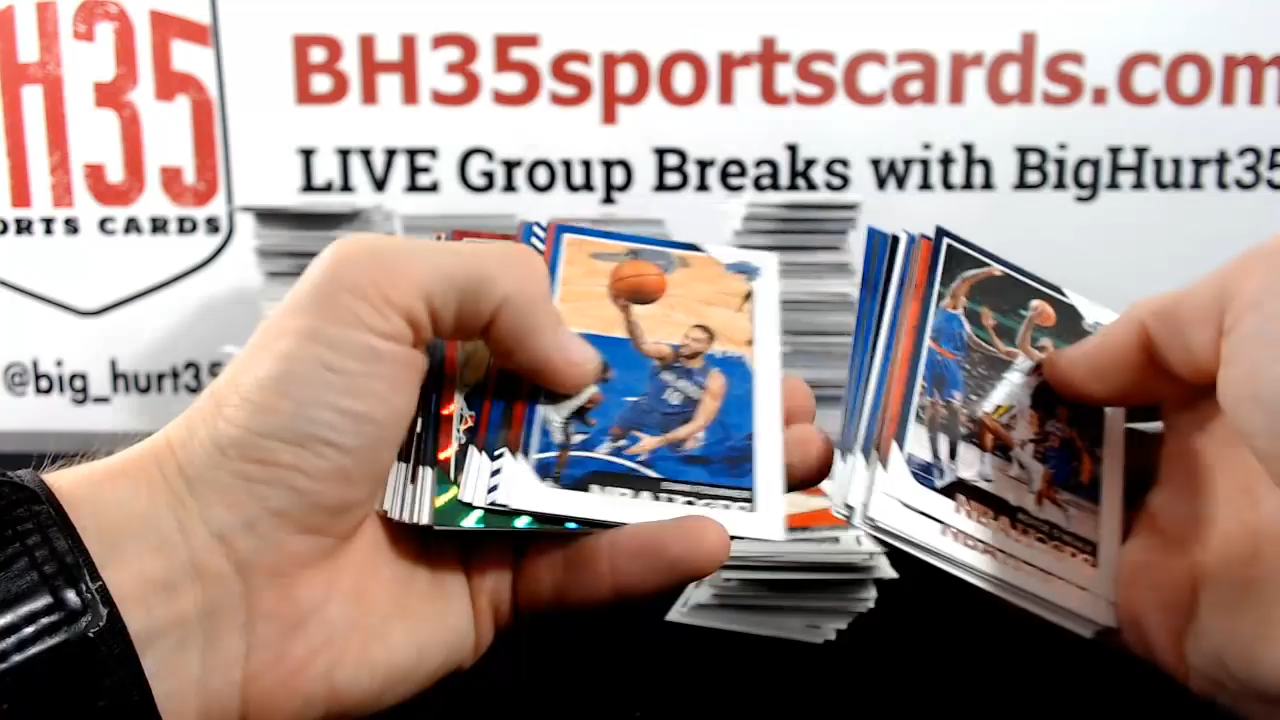 H35
ORTS CARDS
@big_hurt35
BH35sportscards.com
LIVE Group Breaks with BigHurt35
NBA HOOPS
NBA HOOPS